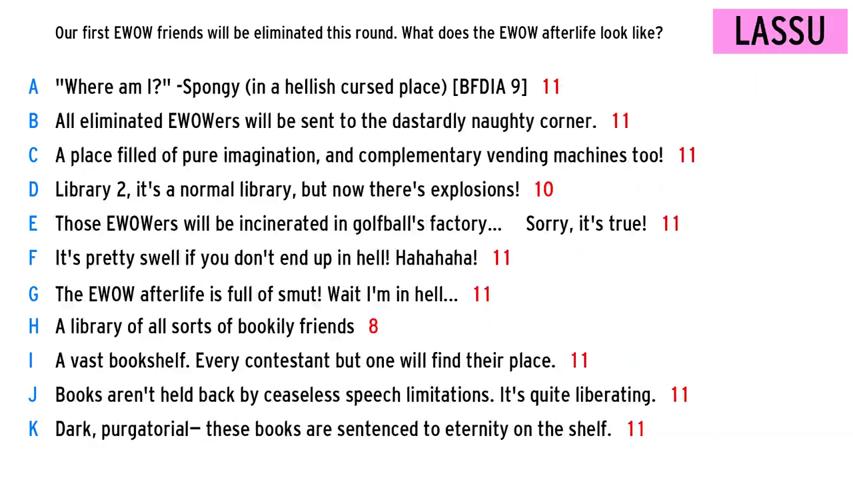 Our first EWOW friends will be eliminated this round. What does the EWOW afterlife look like?
LASSU
A "Where am I?" -Spongy (in a hellish cursed place) [BFDIA 9] 11
B All eliminated EWOWers will be sent to the dastardly naughty corner. 11
C A place filled of pure imagination, and complementary vending machines too! 11
D Library 2, it's a normal library, but now there's explosions! 10
E Those EWOWers will be incinerated in golfball's factory... Sorry, it's true! 11
F It's pretty swell if you don't end up in hell! Hahahaha! 11
G The EWOW afterlife is full of smut! Wait I'm in hell... 11
H A library of all sorts of bookily friends 8
I A vast bookshelf. Every contestant but one will find their place. 11
J Books aren't held back by ceaseless speech limitations. It's quite liberating. 11
K Dark, purgatorial— these books are sentenced to eternity on the shelf. 11